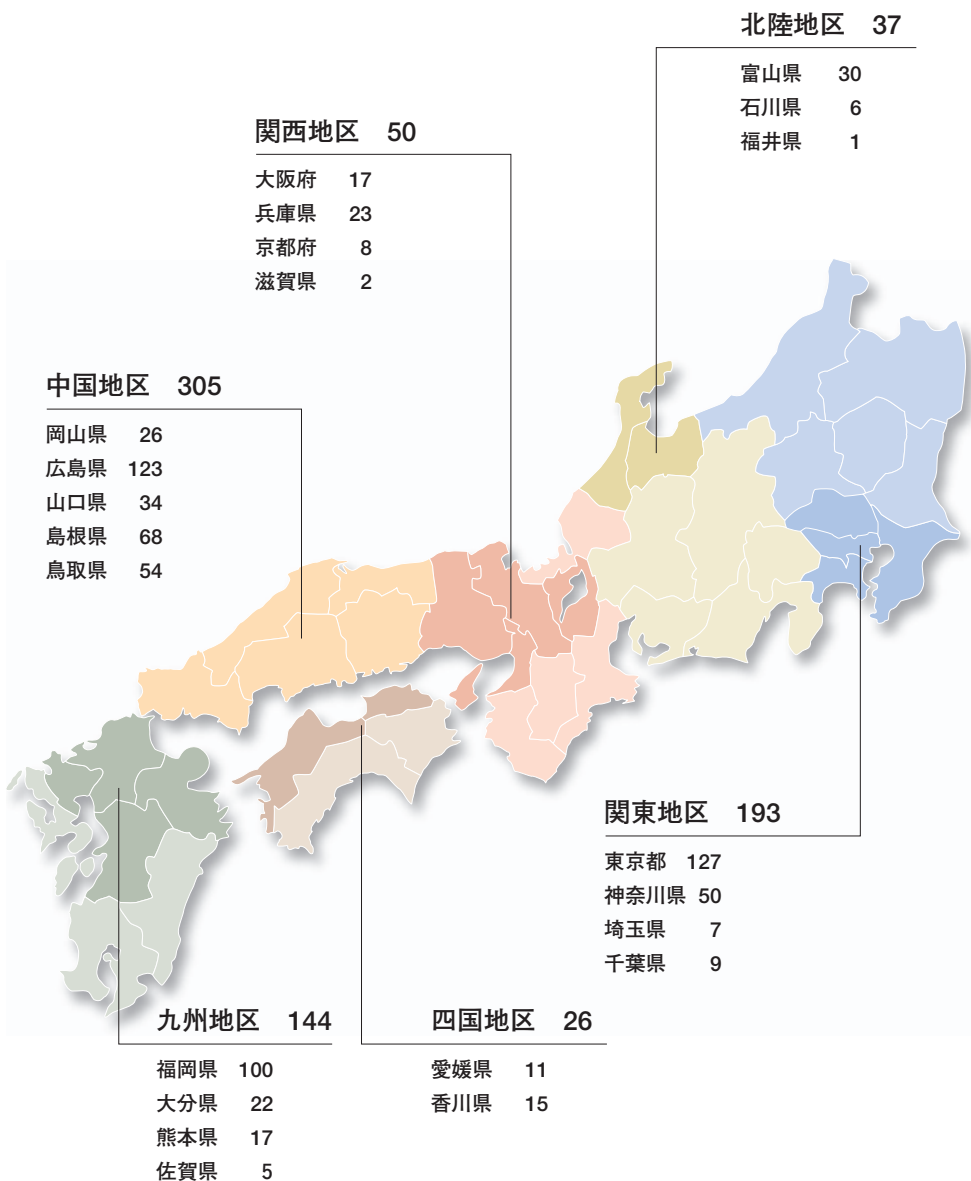 北陸地区 37
富山県 30
石川県 6
福井県 1
関西地区 50
大阪府 17
兵庫県 23
京都府 8
滋賀県 2
中国地区 305
岡山県 26
広島県 123
山口県 34
島根県 68
鳥取県 54
関東地区 193
東京都 127
神奈川県 50
埼玉県 7
千葉県 9
九州地区 144
福岡県 100
大分県 22
熊本県 17
佐賀県 5
四国地区 26
愛媛県 11
香川県 15